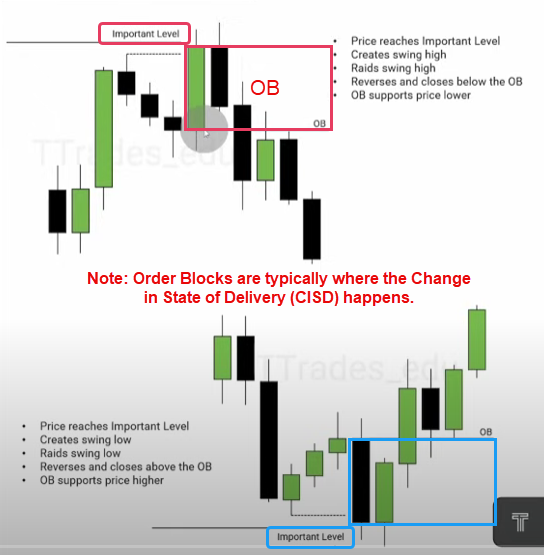 Important Level
Price reaches Important Level
Creates swing high
Raids swing high
Reverses and closes below the OB
OB supports price lower
OB
OB
TTrades_edu
Note: Order Blocks are typically where the Change
in State of Delivery (CISD) happens.
TTrades_edu
Price reaches Important Level
Creates swing low
Raids swing low
Reverses and closes above the OB
OB supports price higher
OB
Important Level